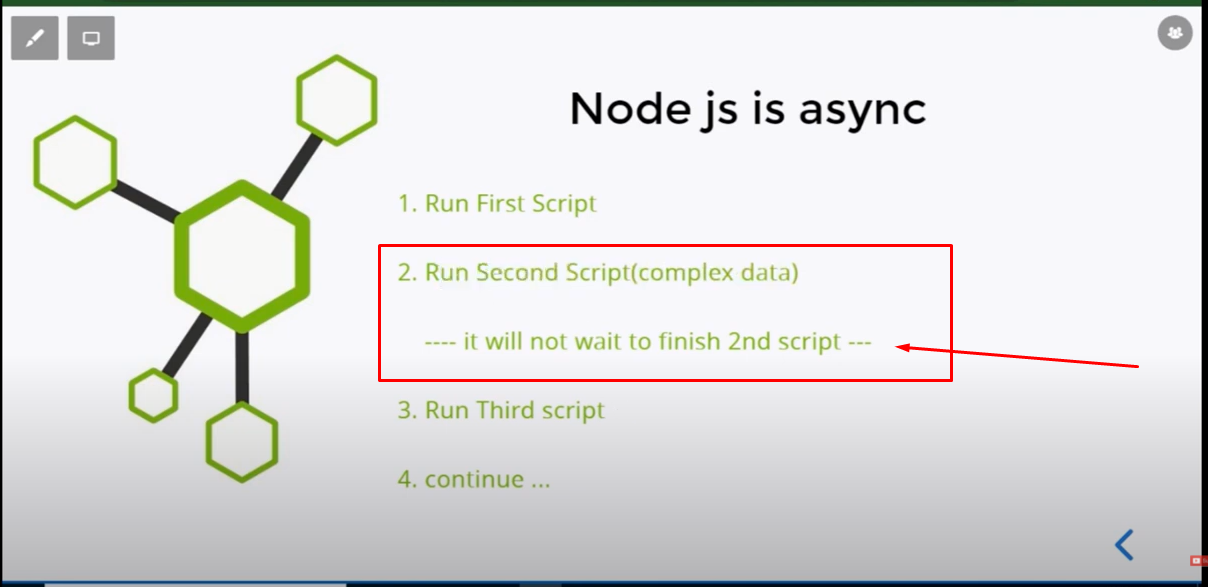 Node js is async
1. Run First Script
2. Run Second Script(complex data)
---- it will not wait to finish 2nd script ---
3. Run Third script
4. continue ...